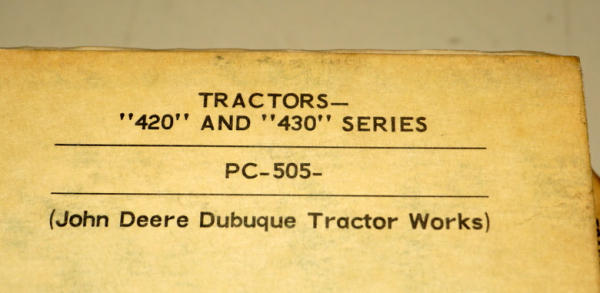 TRACTORS—
"420" AND "430" SERIES
PC-505-
(John Deere Dubuque Tractor Works)